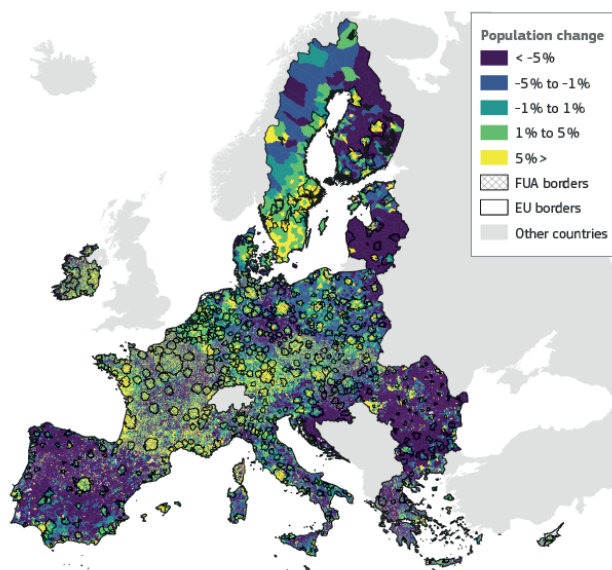 Population change
< -5%
-5% to -1%
-1% to 1%
1% to 5%
5% >
FUA borders
EU borders
Other countries